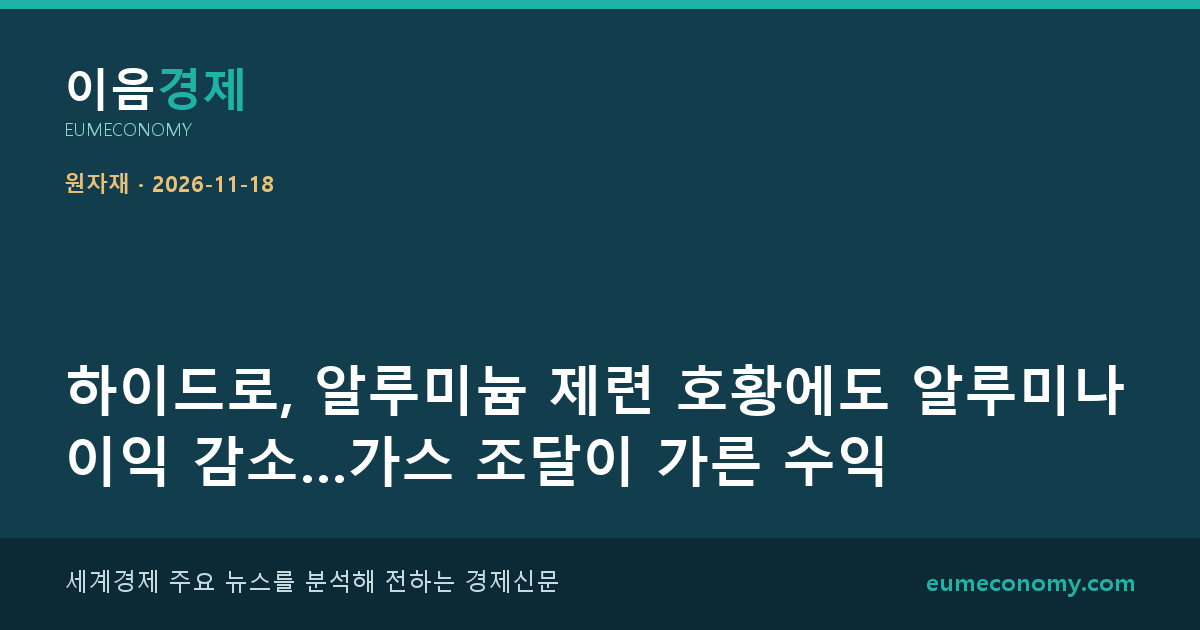 이음경제
EUMECONOMY
원자재 · 2026-11-18
하이드로, 알루미늄 제련 호황에도 알루미나
이익 감소…가스 조달이 가른 수익
세계경제 주요 뉴스를 분석해 전하는 경제신문
eumeconomy.com